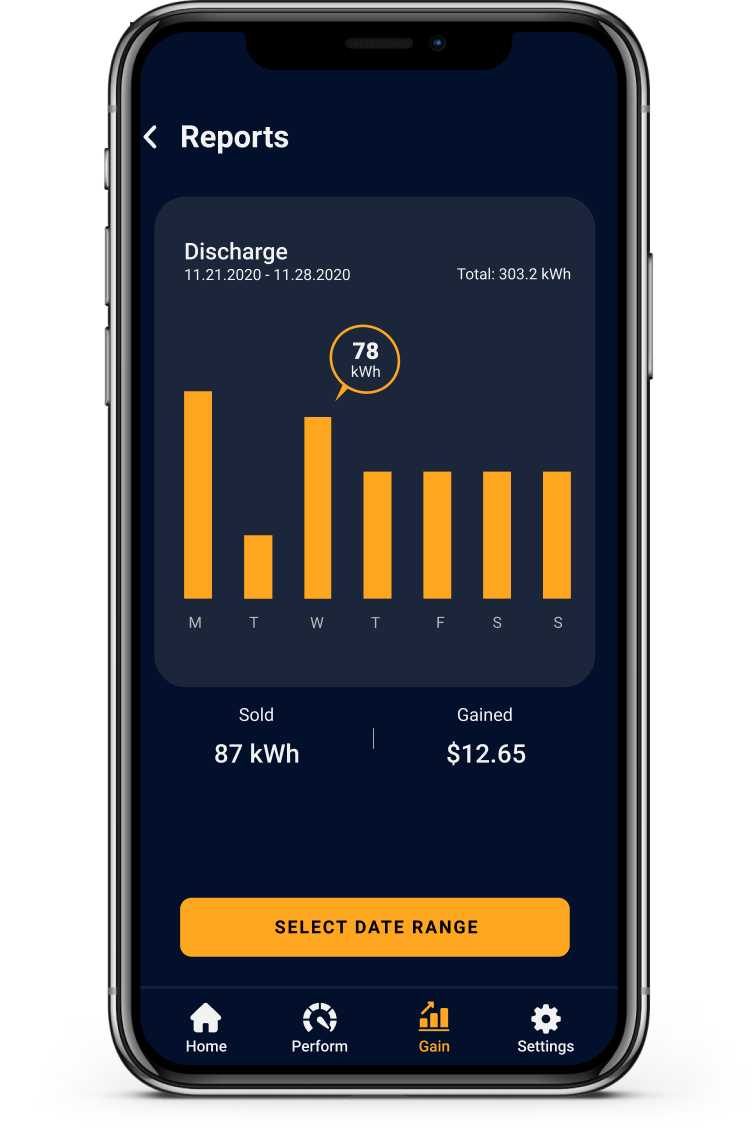 Reports
Discharge
11.21.2020 - 11.28.2020
Total: 303.2 kWh
78
kWh
M T W T F S S
Sold
Gained
87 kWh
$12.65
SELECT DATE RANGE
Home Perform Gain Settings